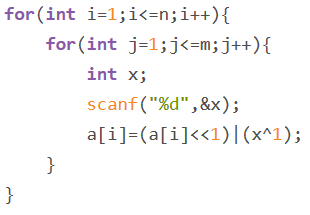 for(int i=1;i<=n;i++){
    for(int j=1;j<=m;j++){
        int x;
        scanf("%d",&x);
        a[i]=(a[i]<<1)|(x^1);
    }
}